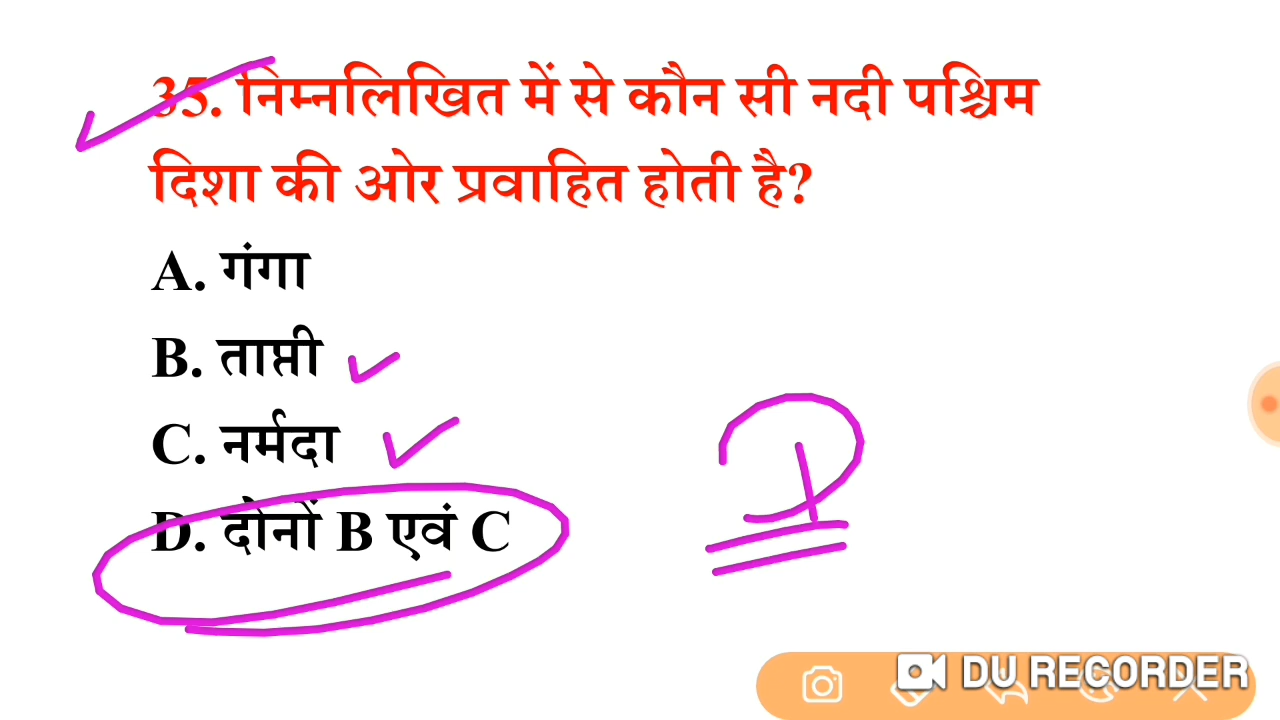 35. निम्नलिखित में से कौन सी नदी पश्चिम
दिशा की ओर प्रवाहित होती है?
A. गंगा
B. ताप्ती
C. नर्मदा
D. दोनों B एवं C
D
DU RECORDER